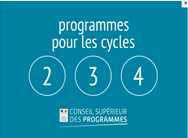 programmes
pour les cycles
2 3 4
CONSEIL SUPÉRIEUR
DES PROGRAMMES